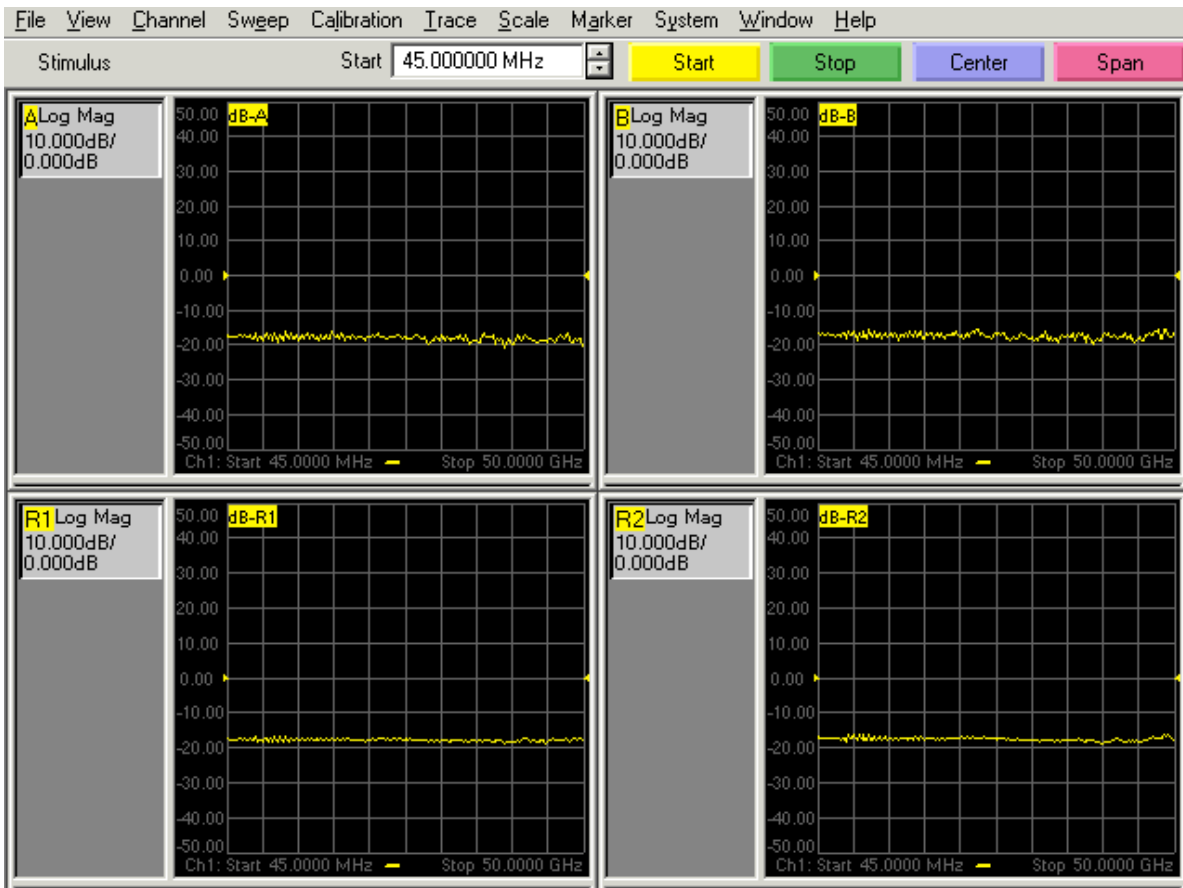 File View Channel Sweep Calibration Trace Scale Marker System Window Help
Stimulus Start 45.000000 MHz Start Stop Center Span
A Log Mag
10.000dB/
0.000dB
50.00 dB-A
40.00
30.00
20.00
10.00
0.00
-10.00
-20.00
-30.00
-40.00
-50.00
Ch1: Start 45.0000 MHz Stop 50.0000 GHz
B Log Mag
10.000dB/
0.000dB
50.00 dB-B
40.00
30.00
20.00
10.00
0.00
-10.00
-20.00
-30.00
-40.00
-50.00
Ch1: Start 45.0000 MHz Stop 50.0000 GHz
R1 Log Mag
10.000dB/
0.000dB
50.00 dB-R1
40.00
30.00
20.00
10.00
0.00
-10.00
-20.00
-30.00
-40.00
-50.00
Ch1: Start 45.0000 MHz Stop 50.0000 GHz
R2 Log Mag
10.000dB/
0.000dB
50.00 dB-R2
40.00
30.00
20.00
10.00
0.00
-10.00
-20.00
-30.00
-40.00
-50.00
Ch1: Start 45.0000 MHz Stop 50.0000 GHz